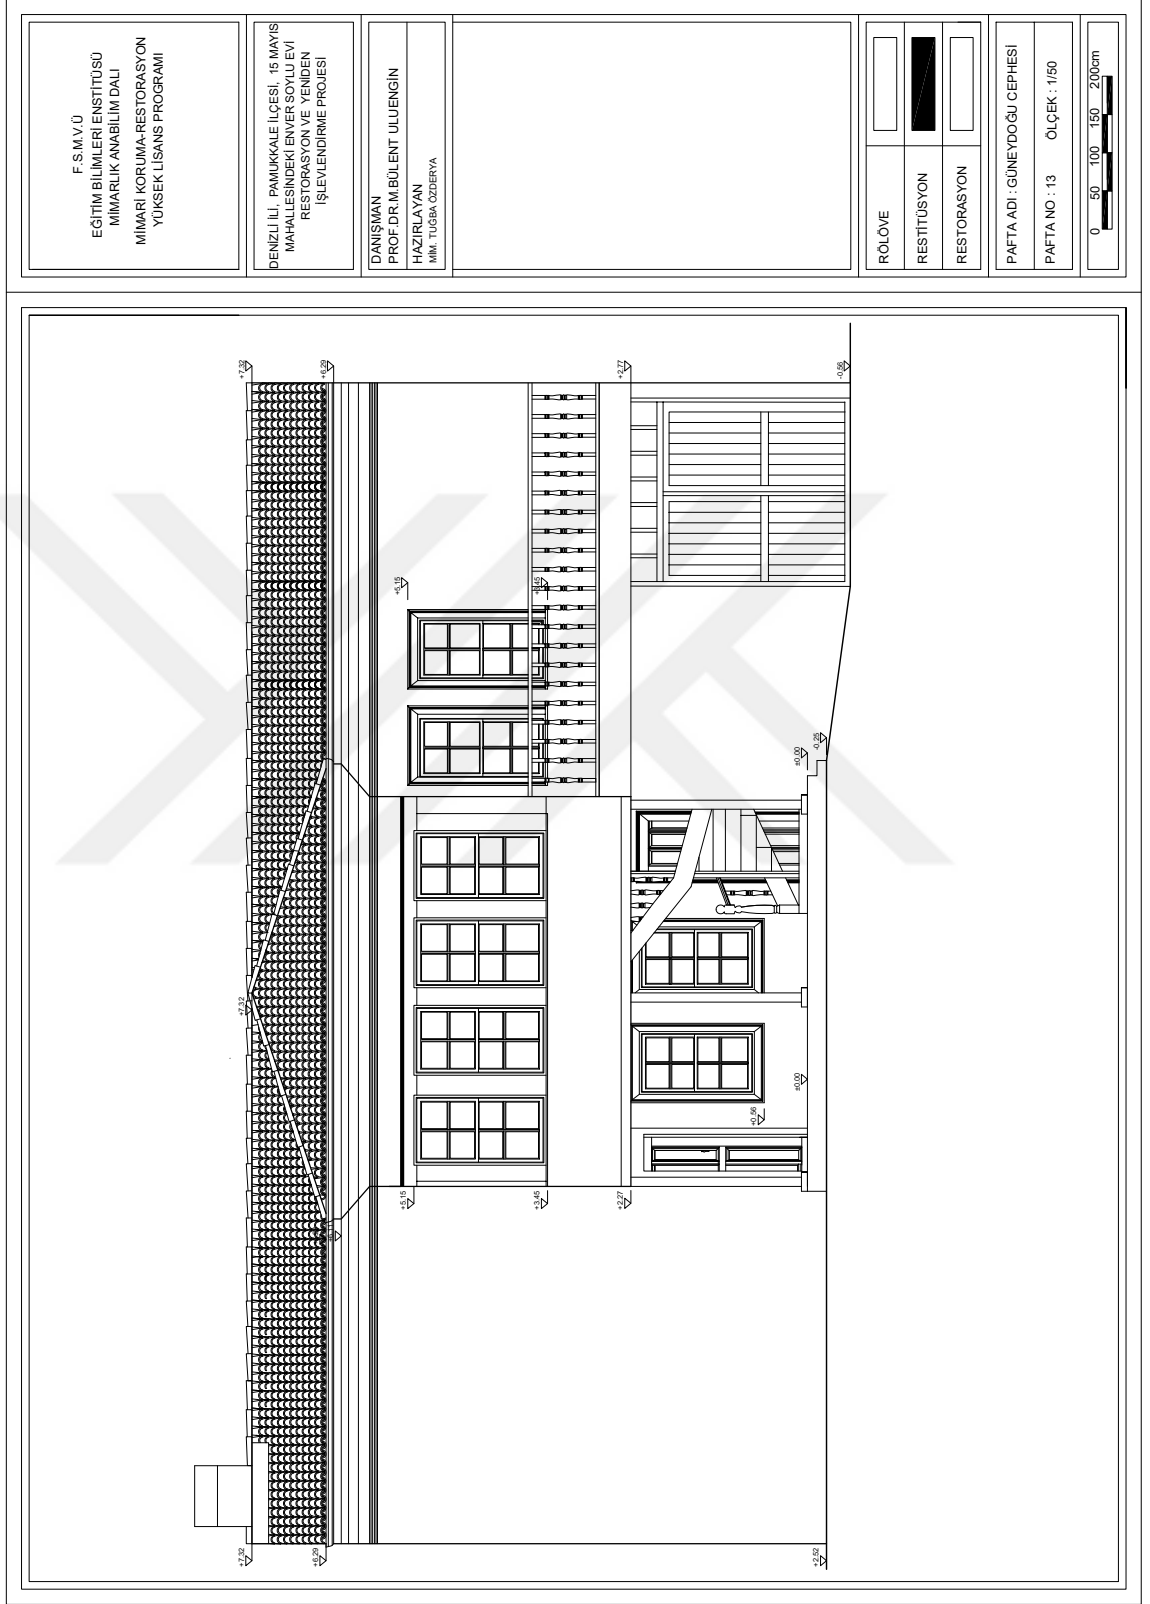 F.S.M.V.Ü
EĞİTİM BİLİMLERİ ENSTİTÜSÜ
MİMARLIK ANABİLİM DALI
MİMARİ KORUMA-RESTORASYON
YÜKSEK LİSANS PROGRAMI
DENİZLİ İLİ, PAMUKKALE İLÇESİ, 15 MAYIS
MAHALLESİNDEKİ ENVER SOYLU EVİ
RESTORASYON VE YENİDEN
İŞLEVLENDİRME PROJESİ
DANIŞMAN
PROF.DR.M.BÜLENT ULUENGİN
HAZIRLAYAN
MİM. TUĞBA ÖZDERYA
RÖLÖVE
RESTİTÜSYON
RESTORASYON
PAFTA ADI : GÜNEYDOĞU CEPHESİ
PAFTA NO : 13 ÖLÇEK : 1/50
0 50 100 150 200cm
+7.32
+6.29
+2.77
-0.56
+5.15
+3.45
-0.25
±0.00
+7.32
±0.00
+0.56
+5.15
+3.45
+2.27
+6.11
+7.32
+6.29
+2.52